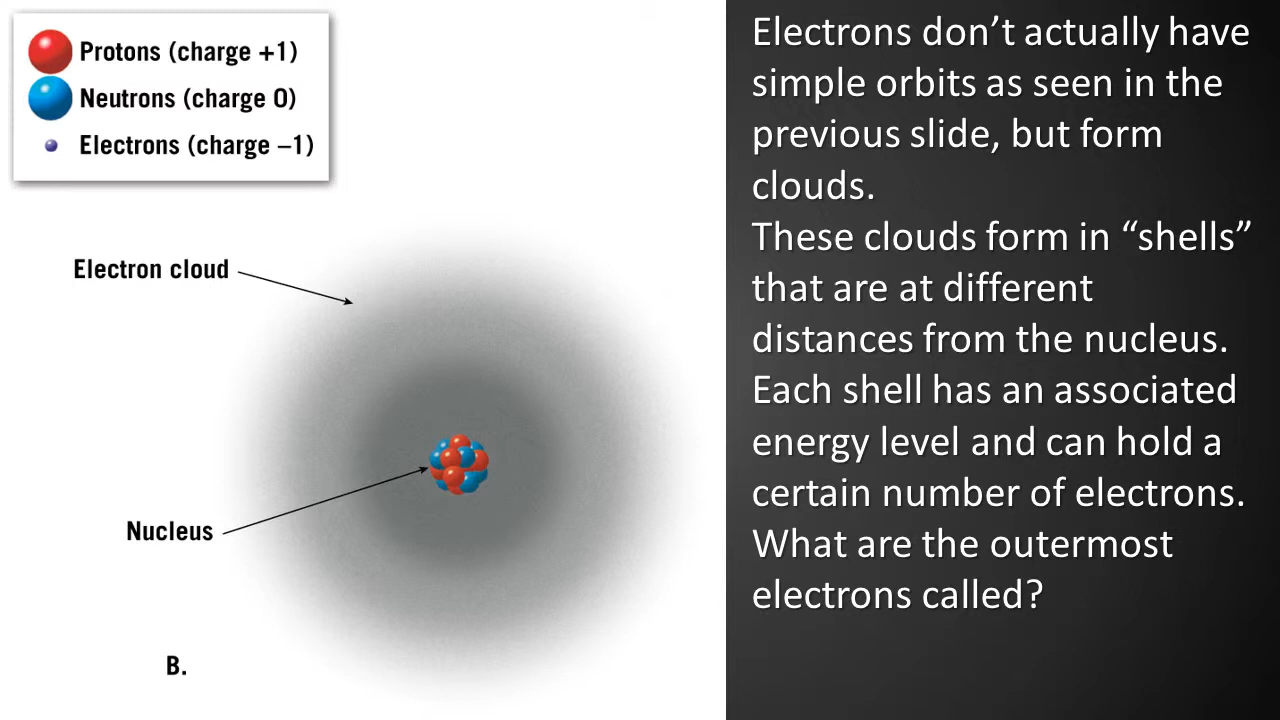 Protons (charge +1)
Neutrons (charge 0)
Electrons (charge –1)
Electron cloud
Nucleus
B.
Electrons don’t actually have
simple orbits as seen in the
previous slide, but form
clouds.
These clouds form in “shells”
that are at different
distances from the nucleus.
Each shell has an associated
energy level and can hold a
certain number of electrons.
What are the outermost
electrons called?